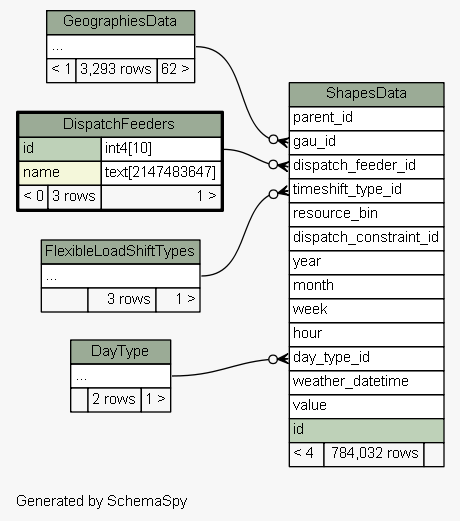 GeographiesData
...
< 1 3,293 rows 62 >
DispatchFeeders
id int4[10]
name text[2147483647]
< 0 3 rows 1 >
FlexibleLoadShiftTypes
...
3 rows 1 >
DayType
...
2 rows 1 >
ShapesData
parent_id
gau_id
dispatch_feeder_id
timeshift_type_id
resource_bin
dispatch_constraint_id
year
month
week
hour
day_type_id
weather_datetime
value
id
< 4 784,032 rows
Generated by SchemaSpy